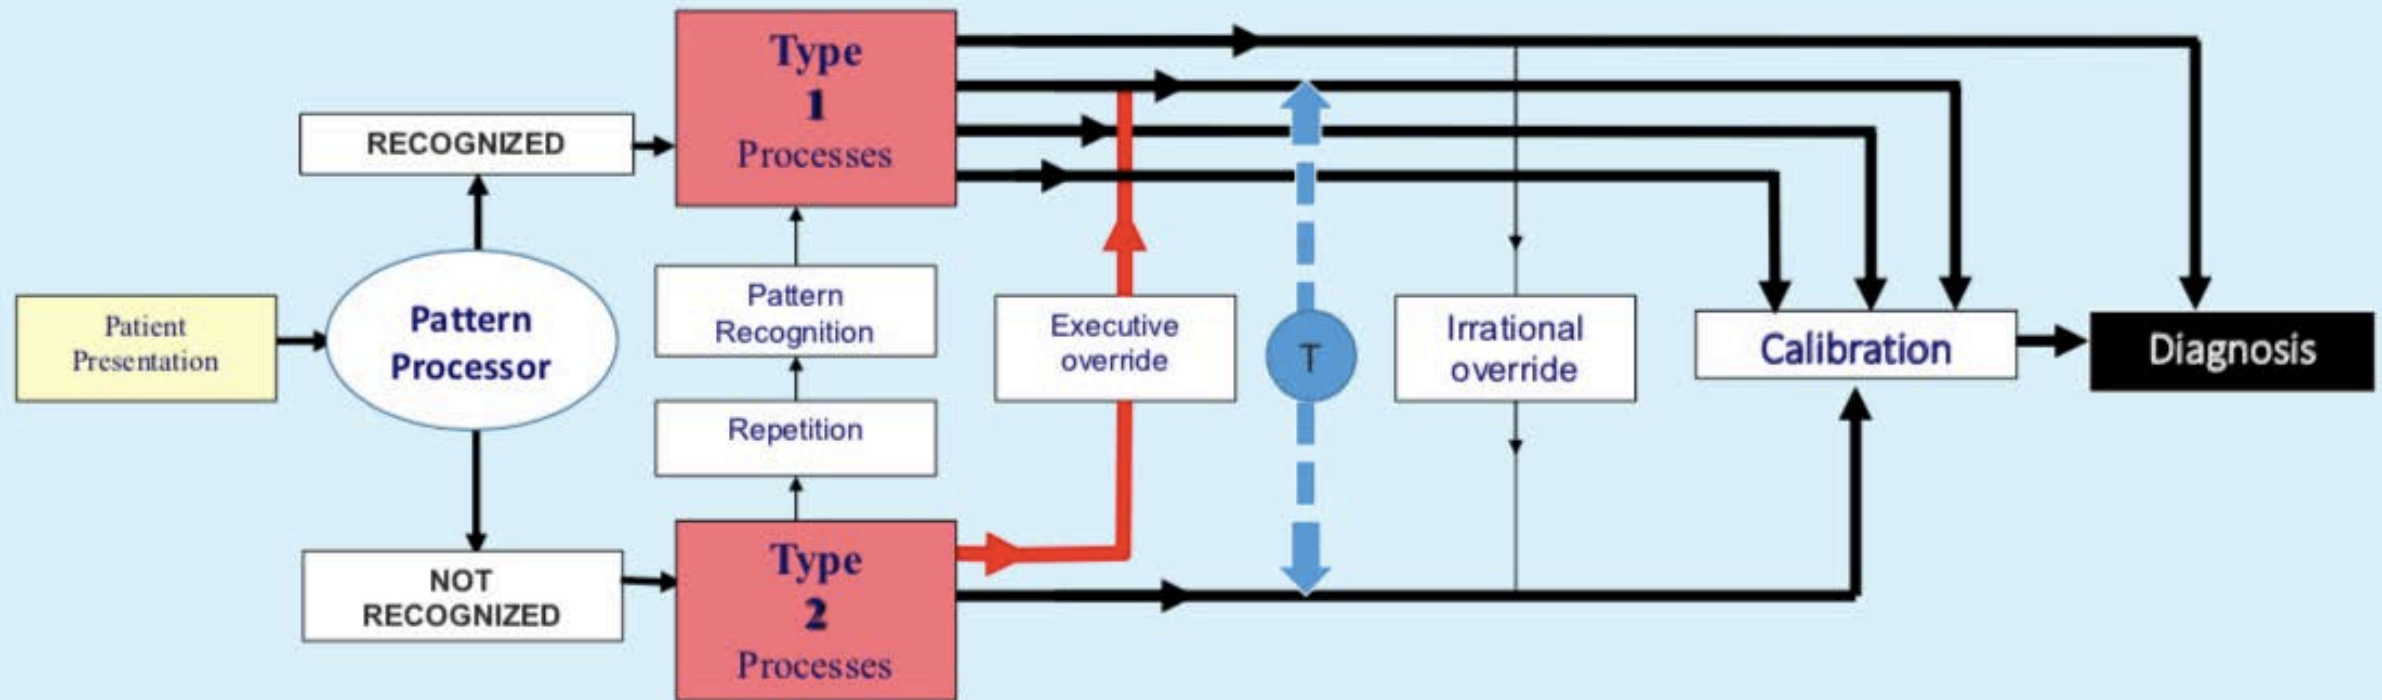 Patient
Presentation
Pattern
Processor
RECOGNIZED
NOT
RECOGNIZED
Type
1
Processes
Pattern
Recognition
Repetition
Type
2
Processes
Executive
override
T
Irrational
override
Calibration
Diagnosis